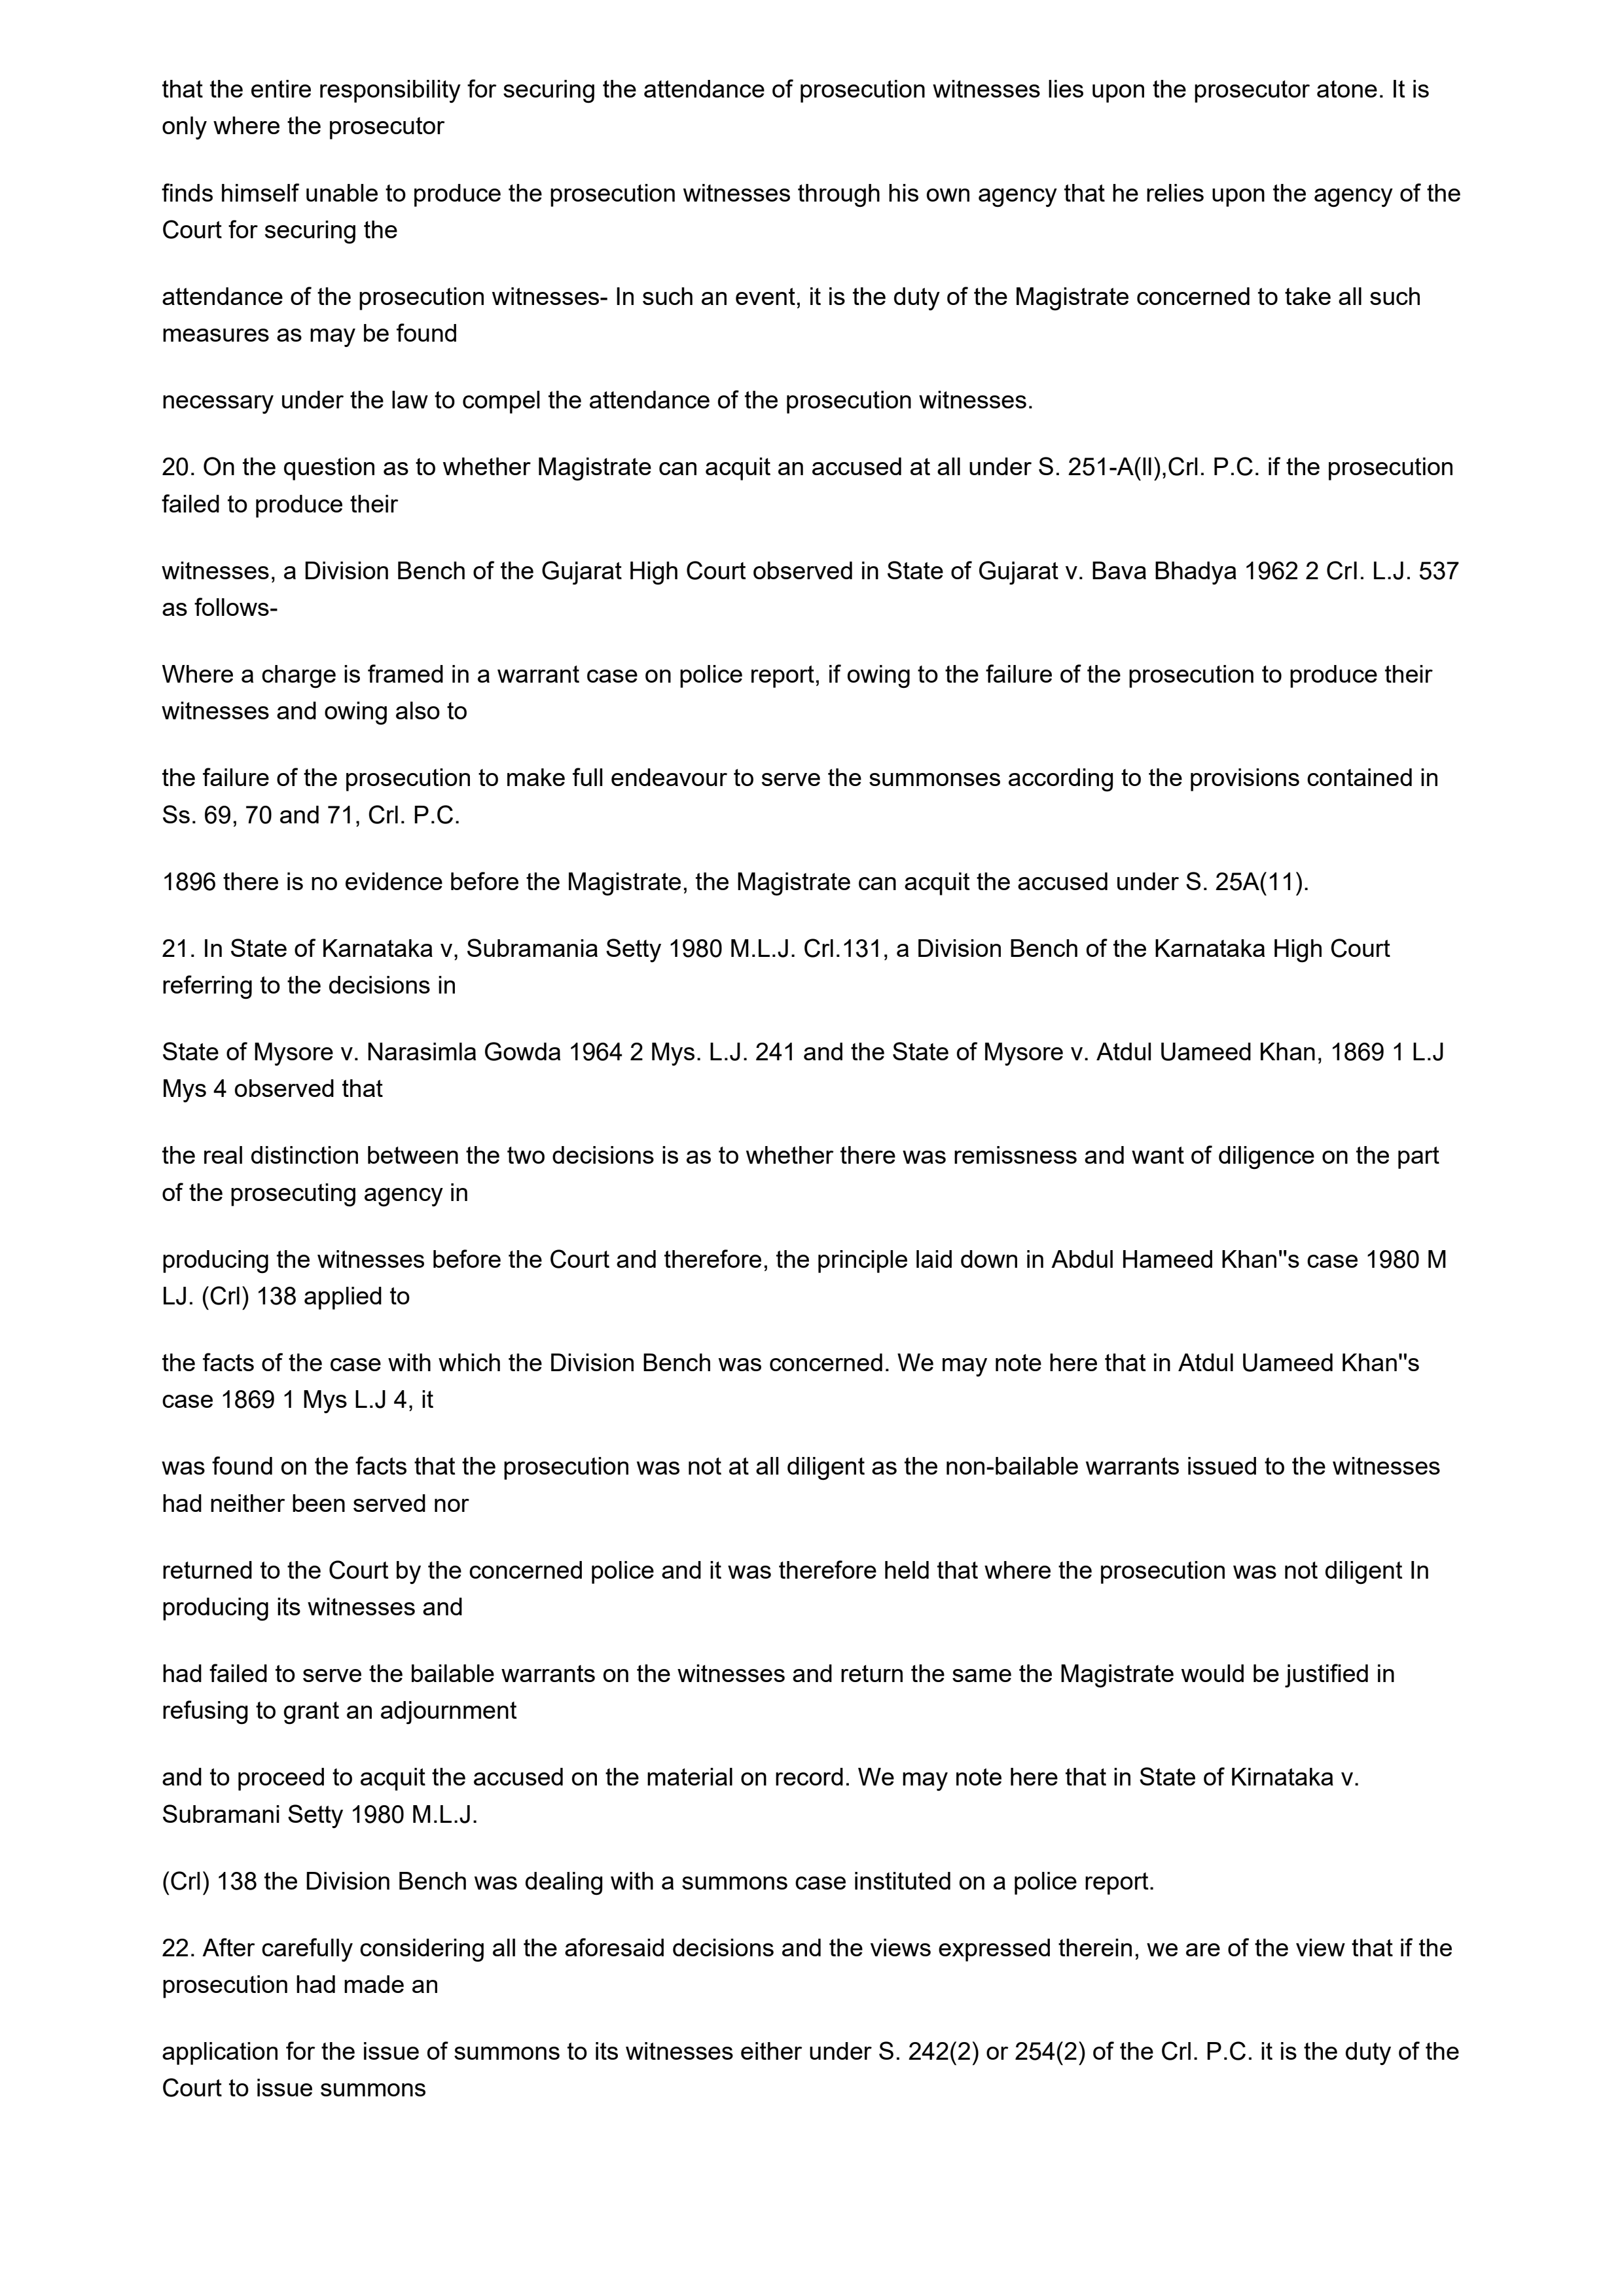 that the entire responsibility for securing the attendance of prosecution witnesses lies upon the prosecutor atone. It is
only where the prosecutor
finds himself unable to produce the prosecution witnesses through his own agency that he relies upon the agency of the
Court for securing the
attendance of the prosecution witnesses- In such an event, it is the duty of the Magistrate concerned to take all such
measures as may be found
necessary under the law to compel the attendance of the prosecution witnesses.
20. On the question as to whether Magistrate can acquit an accused at all under S. 251-A(ll),Crl. P.C. if the prosecution
failed to produce their
witnesses, a Division Bench of the Gujarat High Court observed in State of Gujarat v. Bava Bhadya 1962 2 Crl. L.J. 537
as follows-
Where a charge is framed in a warrant case on police report, if owing to the failure of the prosecution to produce their
witnesses and owing also to
the failure of the prosecution to make full endeavour to serve the summonses according to the provisions contained in
Ss. 69, 70 and 71, Crl. P.C.
1896 there is no evidence before the Magistrate, the Magistrate can acquit the accused under S. 25A(11).
21. In State of Karnataka v, Subramania Setty 1980 M.L.J. Crl.131, a Division Bench of the Karnataka High Court
referring to the decisions in
State of Mysore v. Narasimla Gowda 1964 2 Mys. L.J. 241 and the State of Mysore v. Atdul Uameed Khan, 1869 1 L.J
Mys 4 observed that
the real distinction between the two decisions is as to whether there was remissness and want of diligence on the part
of the prosecuting agency in
producing the witnesses before the Court and therefore, the principle laid down in Abdul Hameed Khan"s case 1980 M
LJ. (Crl) 138 applied to
the facts of the case with which the Division Bench was concerned. We may note here that in Atdul Uameed Khan"s
case 1869 1 Mys L.J 4, it
was found on the facts that the prosecution was not at all diligent as the non-bailable warrants issued to the witnesses
had neither been served nor
returned to the Court by the concerned police and it was therefore held that where the prosecution was not diligent In
producing its witnesses and
had failed to serve the bailable warrants on the witnesses and return the same the Magistrate would be justified in
refusing to grant an adjournment
and to proceed to acquit the accused on the material on record. We may note here that in State of Kirnataka v.
Subramani Setty 1980 M.L.J.
(Crl) 138 the Division Bench was dealing with a summons case instituted on a police report.
22. After carefully considering all the aforesaid decisions and the views expressed therein, we are of the view that if the
prosecution had made an
application for the issue of summons to its witnesses either under S. 242(2) or 254(2) of the Crl. P.C. it is the duty of the
Court to issue summons